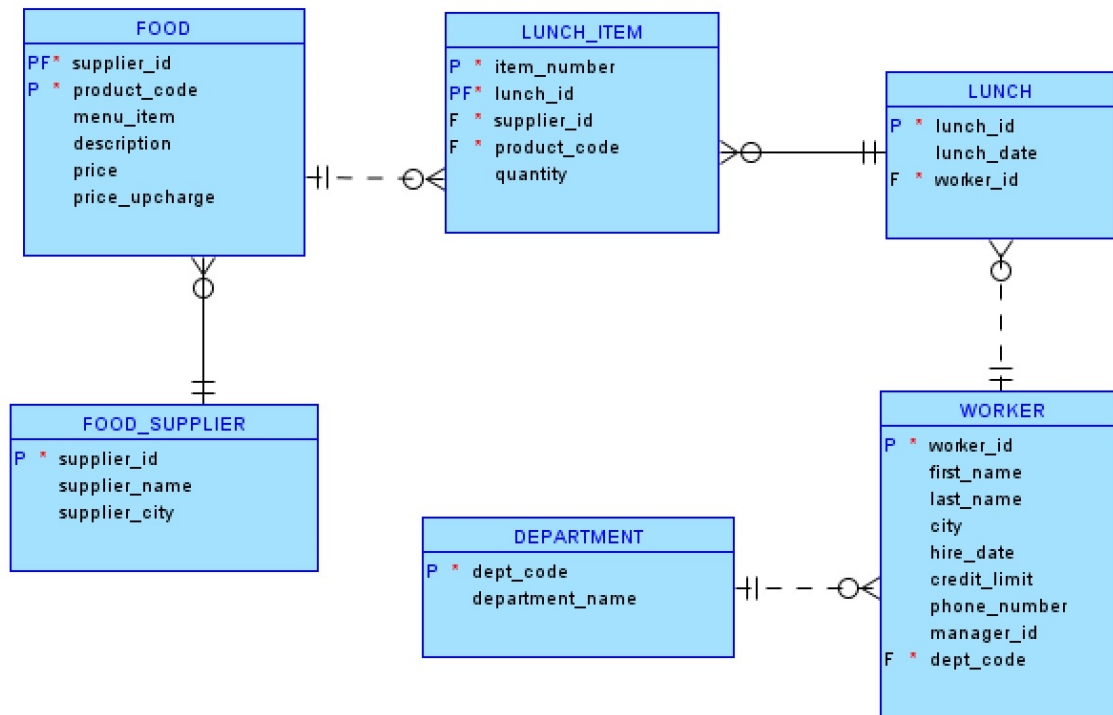 FOOD
PF* supplier_id
P * product_code
menu_item
description
price
price_upcharge
LUNCH_ITEM
P * item_number
PF* lunch_id
F * supplier_id
F * product_code
quantity
LUNCH
P * lunch_id
lunch_date
F * worker_id
FOOD_SUPPLIER
P * supplier_id
supplier_name
supplier_city
DEPARTMENT
P * dept_code
department_name
WORKER
P * worker_id
first_name
last_name
city
hire_date
credit_limit
phone_number
manager_id
F * dept_code